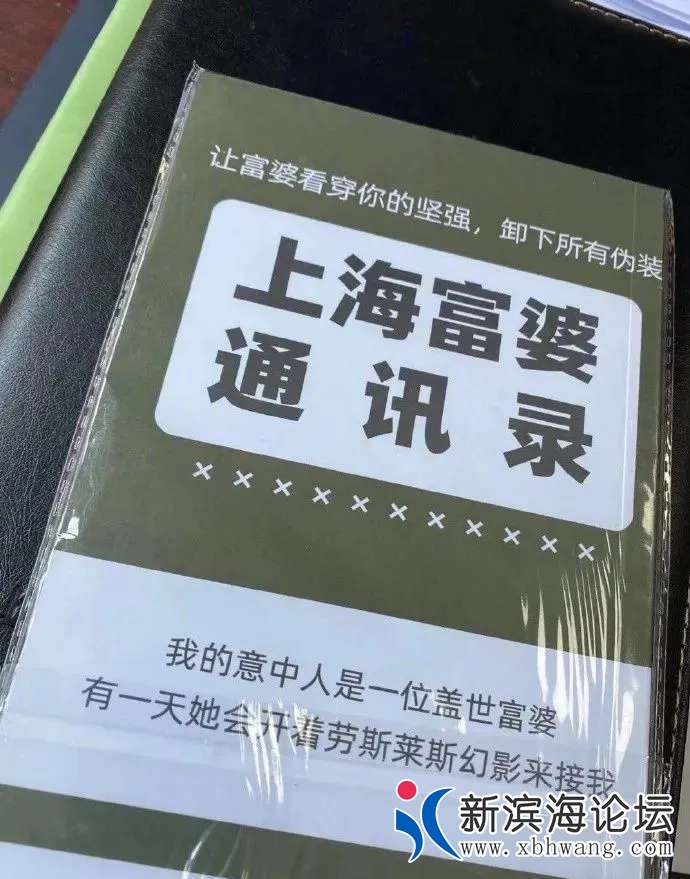 让富婆看穿你的坚强，卸下所有伪装
上海富婆
通讯录
××××××××××××
我的意中人是一位盖世富婆
有一天她会开着劳斯莱斯幻影来接我
新滨海论坛
www.xbhwang.com